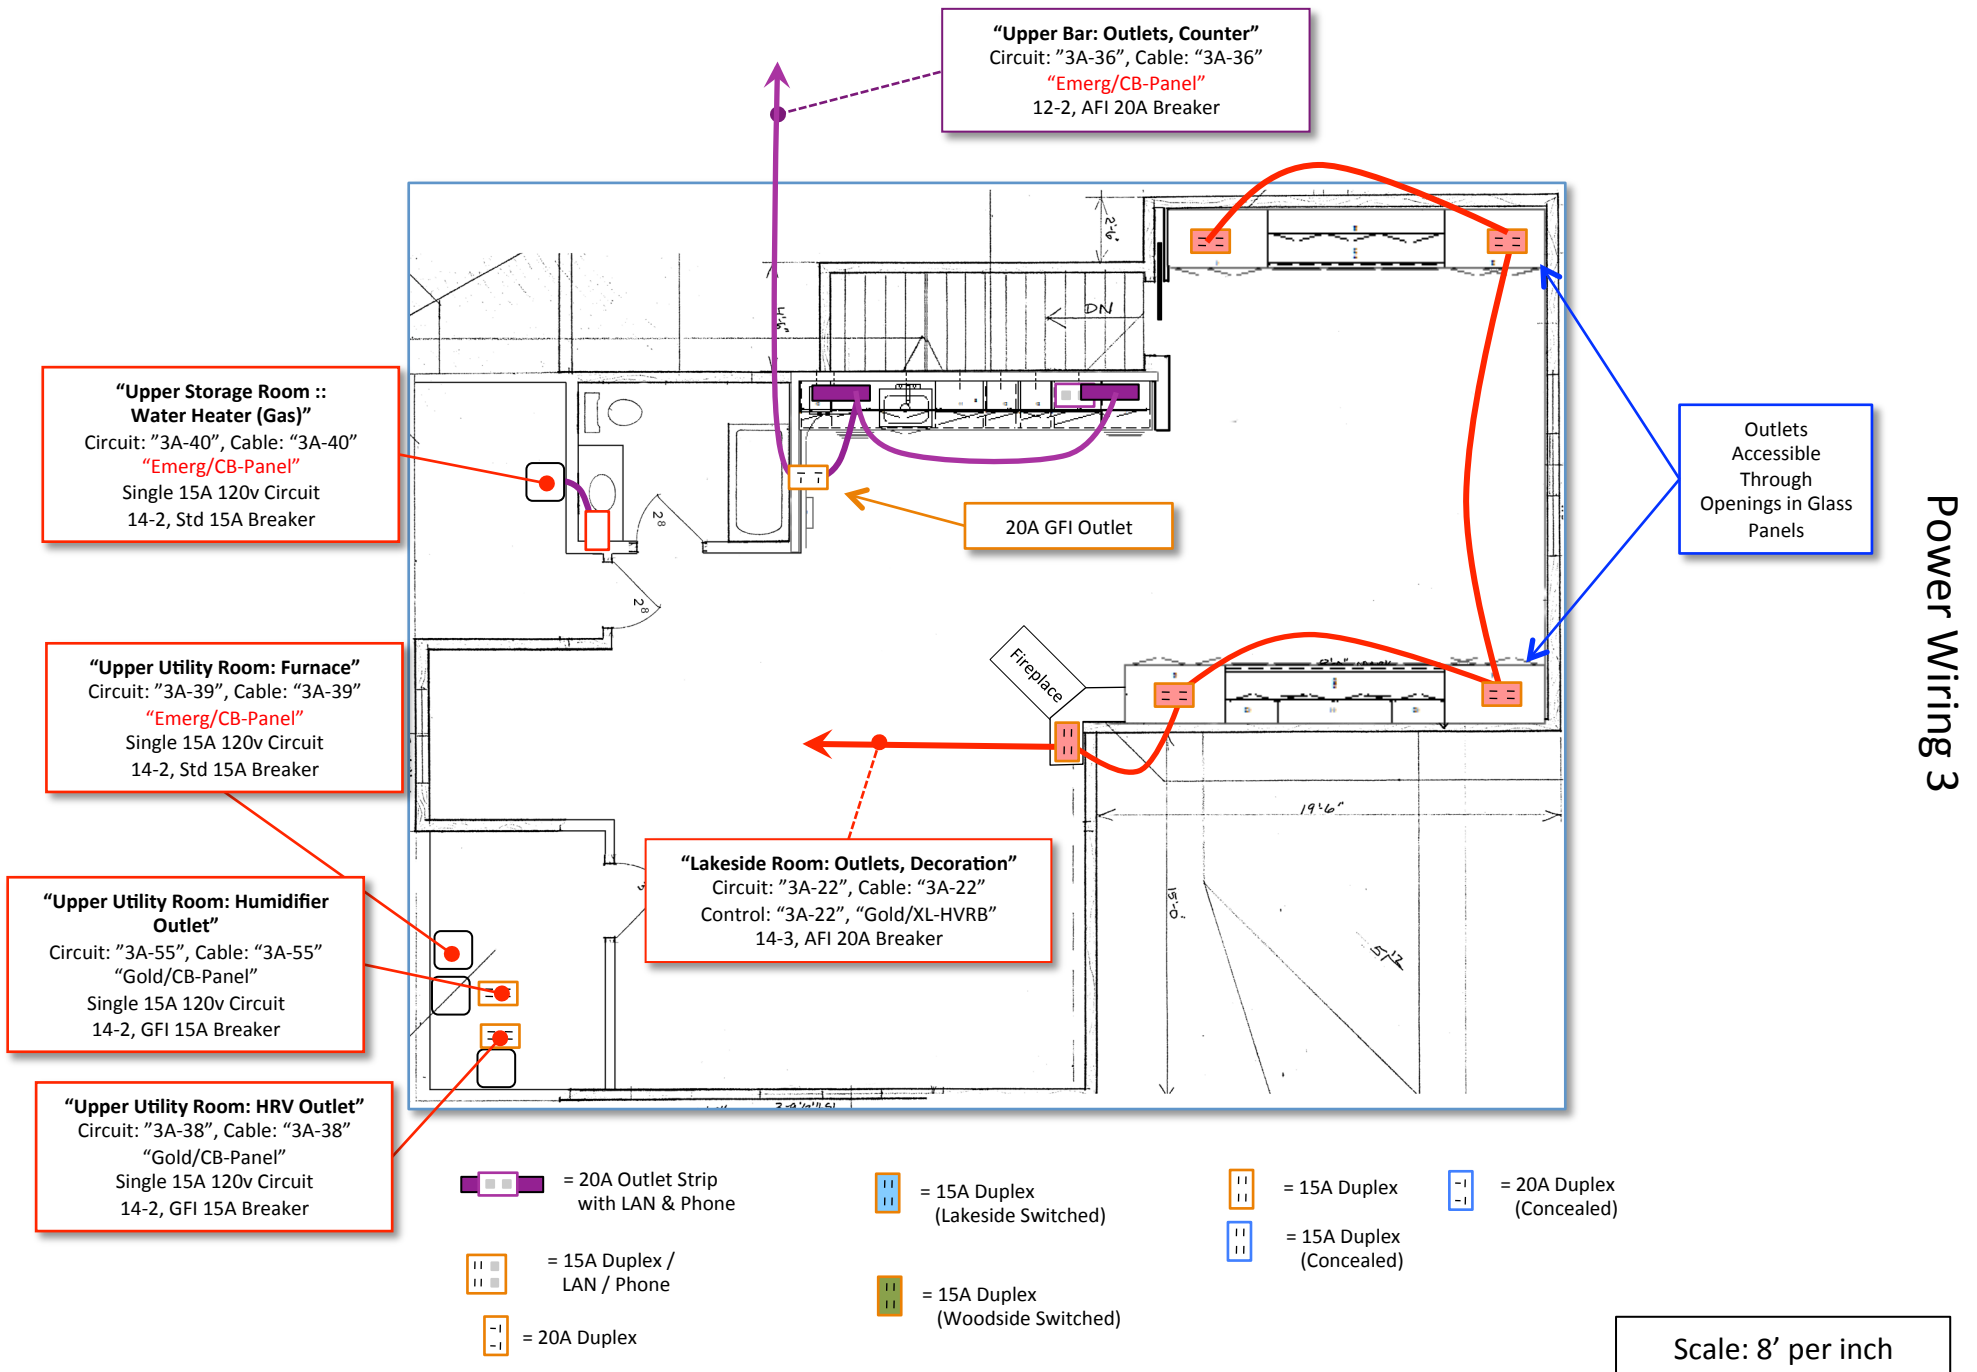 “Upper Bar: Outlets, Counter”
Circuit: ”3A-36”, Cable: “3A-36”
“Emerg/CB-Panel”
12-2, AFI 20A Breaker
2'-6"
4'-6"
DN
“Upper Storage Room ::
Water Heater (Gas)”
Circuit: ”3A-40”, Cable: “3A-40”
“Emerg/CB-Panel”
Single 15A 120v Circuit
14-2, Std 15A Breaker
Outlets
Accessible
Through
Openings in Glass
Panels
20A GFI Outlet
2⁸
2⁸
Power Wiring 3
Fireplace
“Upper Utility Room: Furnace”
Circuit: ”3A-39”, Cable: “3A-39”
“Emerg/CB-Panel”
Single 15A 120v Circuit
14-2, Std 15A Breaker
19'-6"
“Lakeside Room: Outlets, Decoration”
Circuit: ”3A-22”, Cable: “3A-22”
Control: “3A-22”, “Gold/XL-HVRB”
14-3, AFI 20A Breaker
15'-0"
“Upper Utility Room: Humidifier
Outlet”
Circuit: ”3A-55”, Cable: “3A-55”
“Gold/CB-Panel”
Single 15A 120v Circuit
14-2, GFI 15A Breaker
“Upper Utility Room: HRV Outlet”
Circuit: ”3A-38”, Cable: “3A-38”
“Gold/CB-Panel”
Single 15A 120v Circuit
14-2, GFI 15A Breaker
= 20A Outlet Strip
with LAN & Phone
= 15A Duplex
(Lakeside Switched)
= 15A Duplex
= 20A Duplex
(Concealed)
= 15A Duplex
(Concealed)
= 15A Duplex /
LAN / Phone
= 15A Duplex
(Woodside Switched)
= 20A Duplex
Scale: 8’ per inch